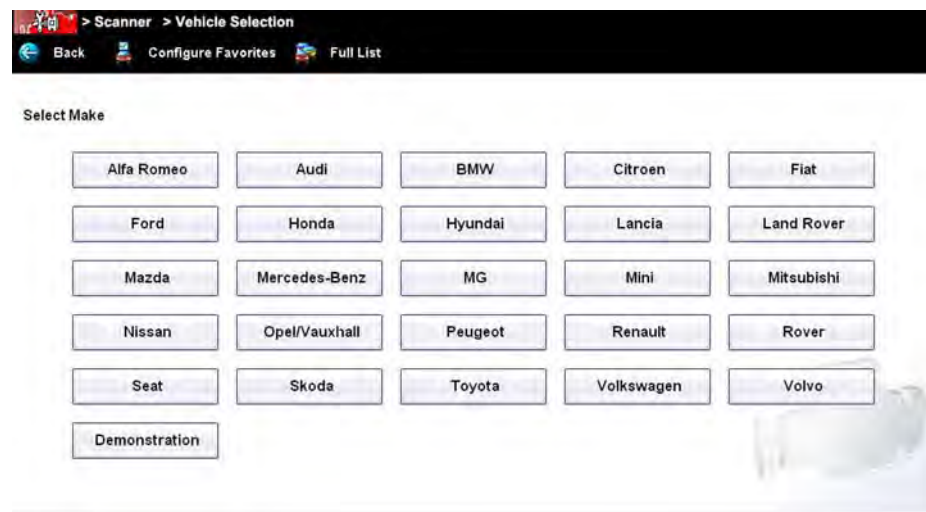 > Scanner > Vehicle Selection
Back Configure Favorites Full List
Select Make
Alfa Romeo Audi BMW Citroen Fiat
Ford Honda Hyundai Lancia Land Rover
Mazda Mercedes-Benz MG Mini Mitsubishi
Nissan Opel/Vauxhall Peugeot Renault Rover
Seat Skoda Toyota Volkswagen Volvo
Demonstration